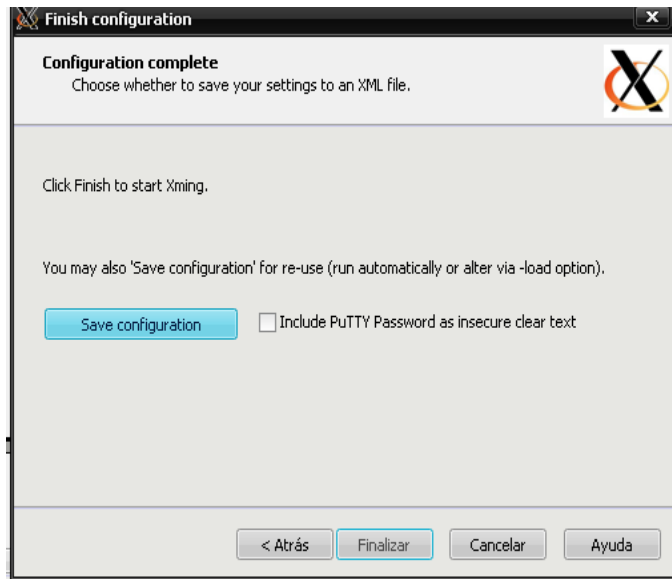 Finish configuration
Configuration complete
Choose whether to save your settings to an XML file.
Click Finish to start Xming.
You may also 'Save configuration' for re-use (run automatically or alter via -load option).
Save configuration
Include PuTTY Password as insecure clear text
< Atrás
Finalizar
Cancelar
Ayuda